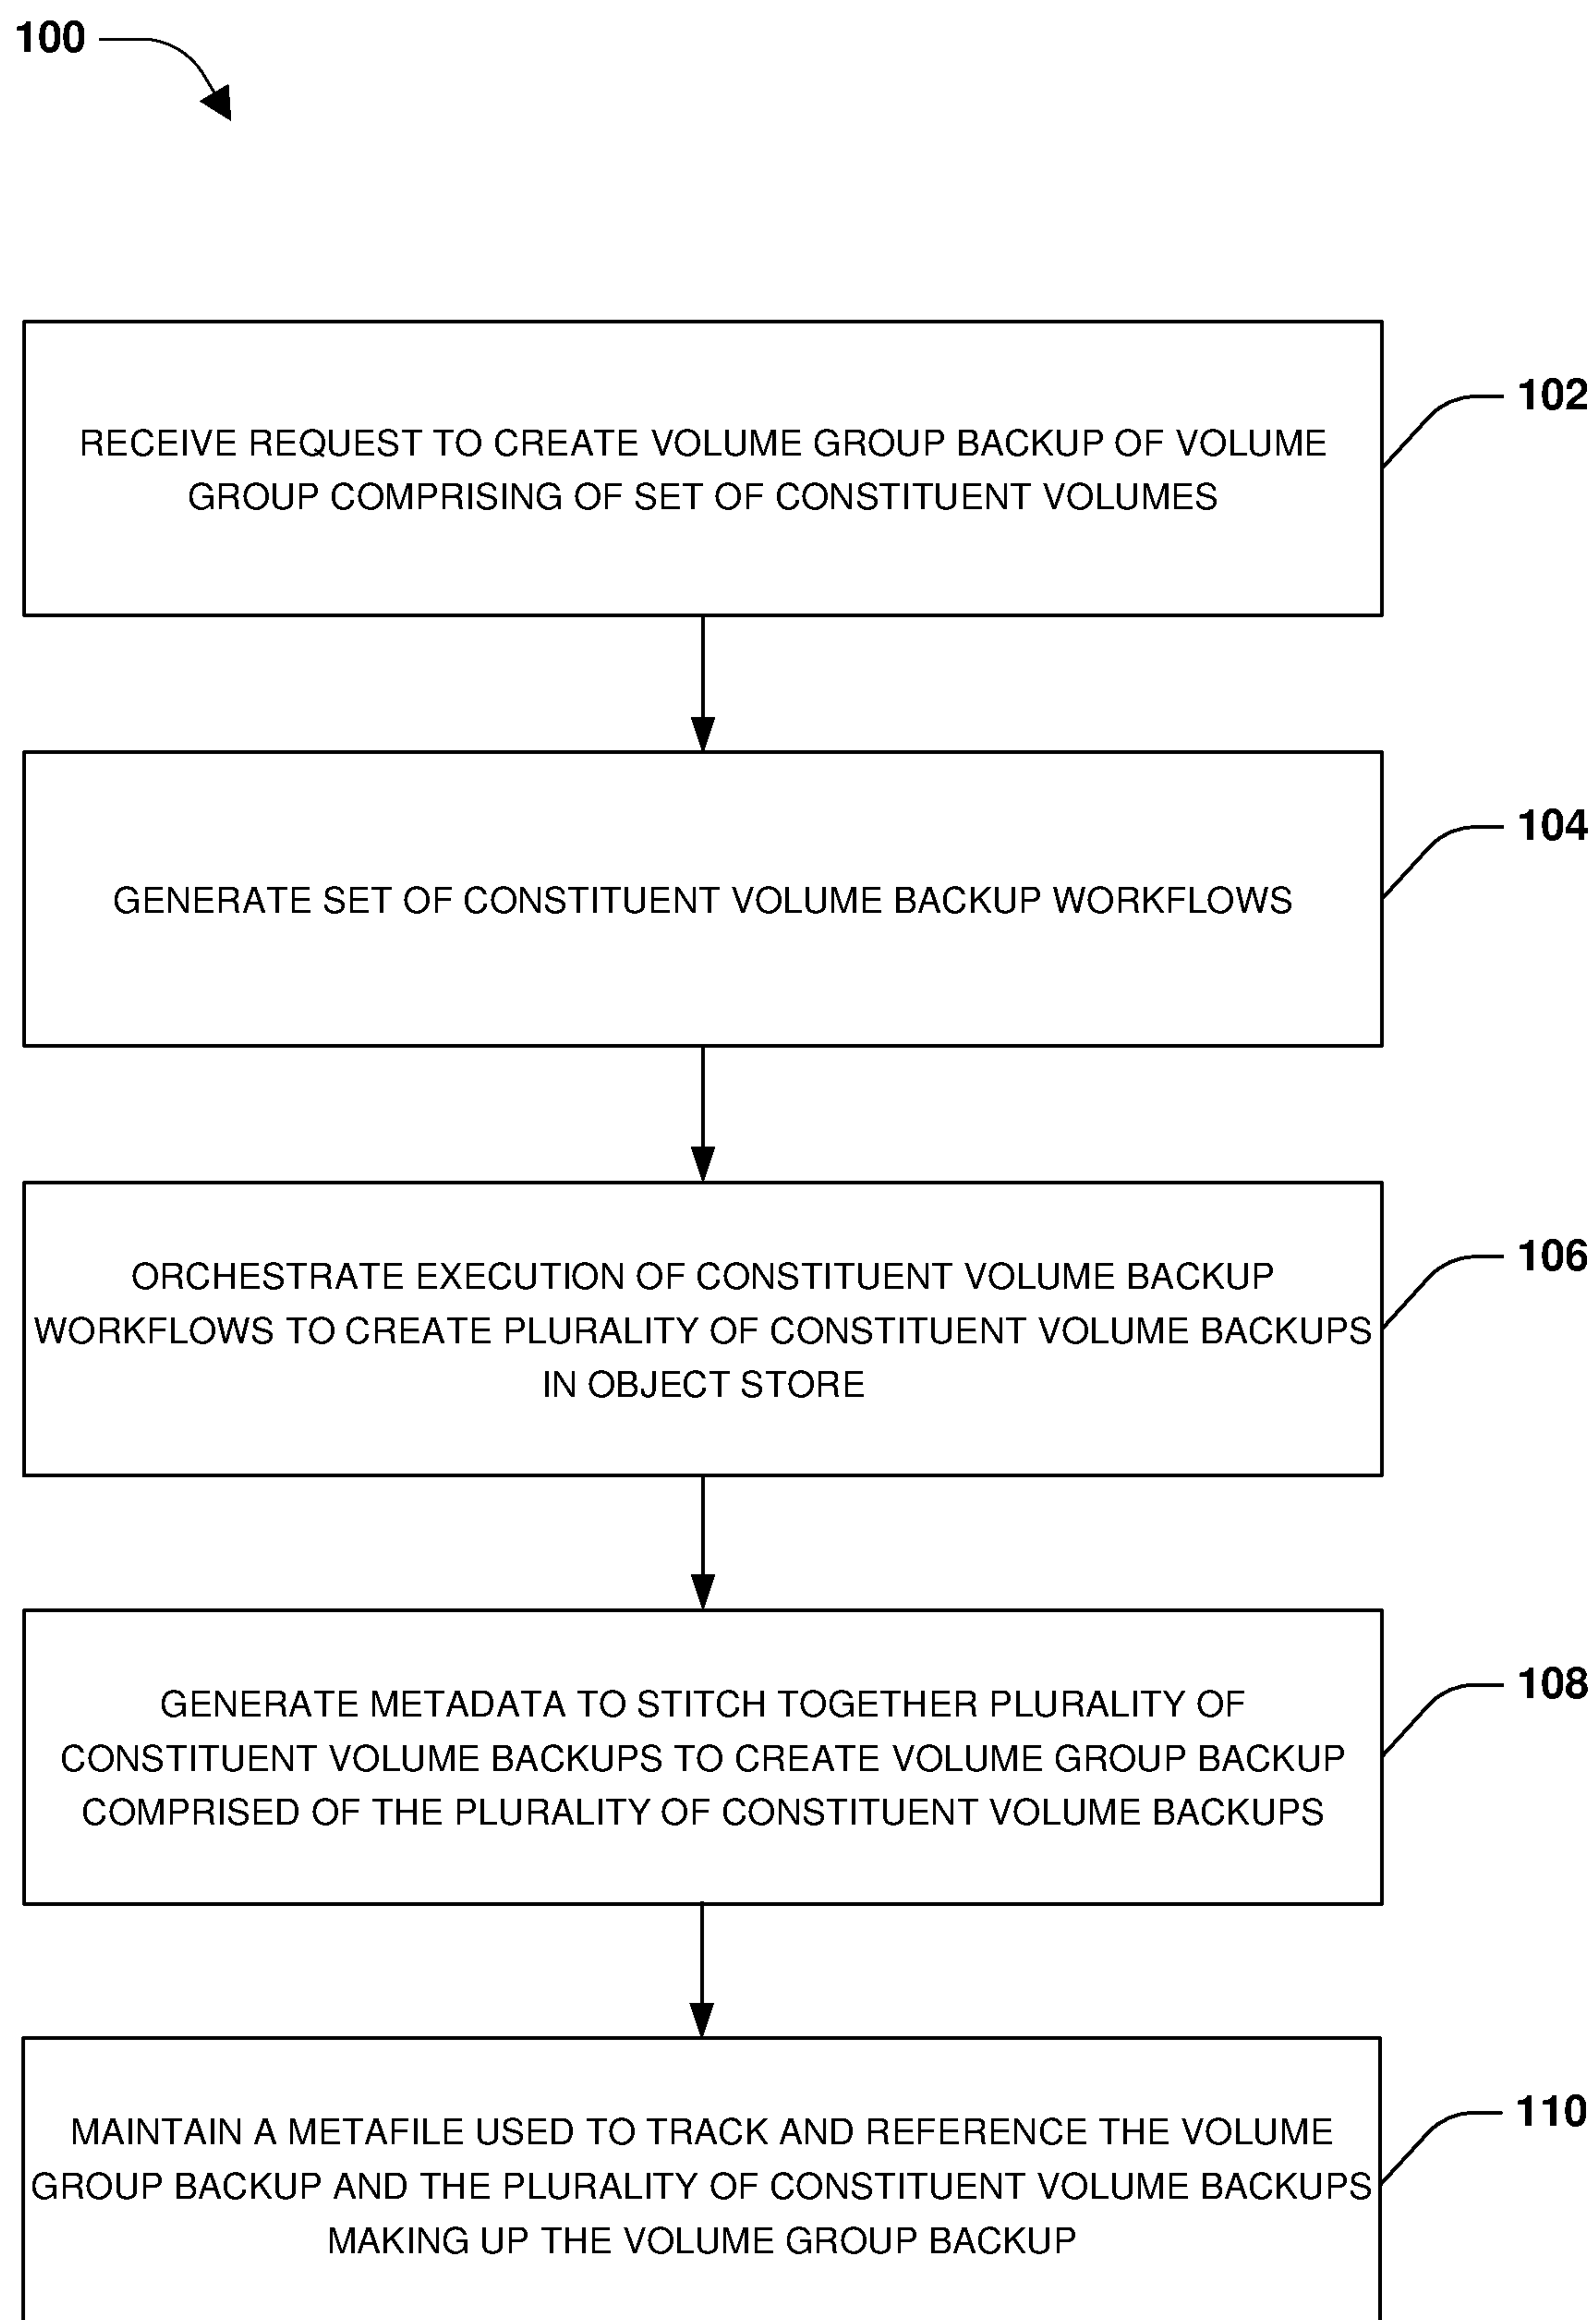 100
RECEIVE REQUEST TO CREATE VOLUME GROUP BACKUP OF VOLUME
GROUP COMPRISING OF SET OF CONSTITUENT VOLUMES
102
GENERATE SET OF CONSTITUENT VOLUME BACKUP WORKFLOWS
104
ORCHESTRATE EXECUTION OF CONSTITUENT VOLUME BACKUP
WORKFLOWS TO CREATE PLURALITY OF CONSTITUENT VOLUME BACKUPS
IN OBJECT STORE
106
GENERATE METADATA TO STITCH TOGETHER PLURALITY OF
CONSTITUENT VOLUME BACKUPS TO CREATE VOLUME GROUP BACKUP
COMPRISED OF THE PLURALITY OF CONSTITUENT VOLUME BACKUPS
108
MAINTAIN A METAFILE USED TO TRACK AND REFERENCE THE VOLUME
GROUP BACKUP AND THE PLURALITY OF CONSTITUENT VOLUME BACKUPS
MAKING UP THE VOLUME GROUP BACKUP
110